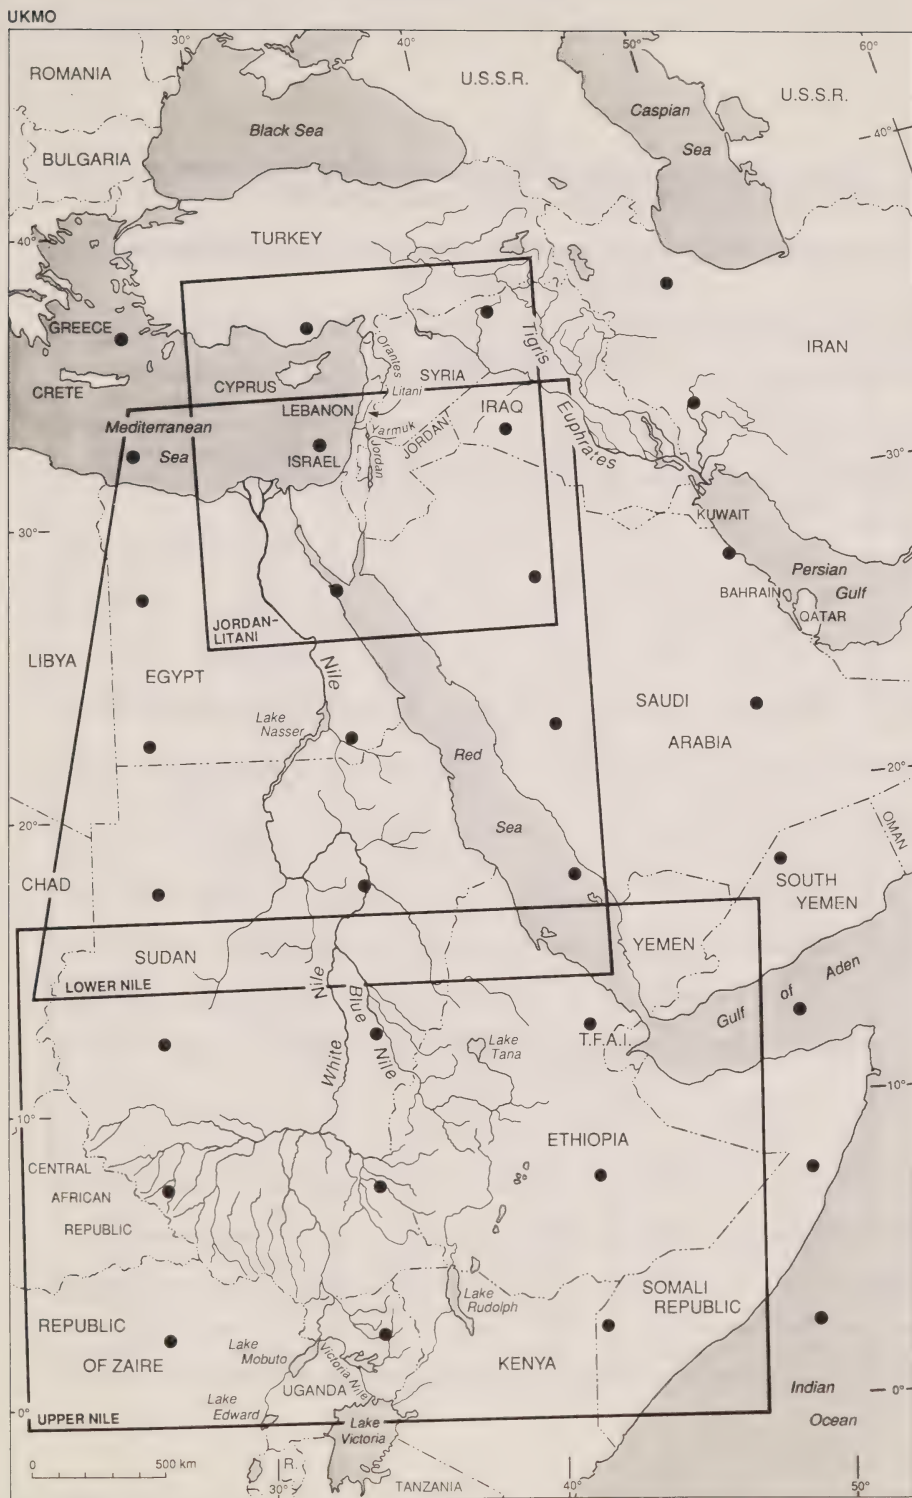 UKMO
30°
40°
50°
60°
ROMANIA
U.S.S.R.
U.S.S.R.
Caspian
Sea
Black Sea
40°
BULGARIA
TURKEY
40°
GREECE
Tigris
IRAN
Orantes
CRETE
CYPRUS
SYRIA
Litani
LEBANON
IRAQ
Mediterranean
Sea
Yarmuk
JORDAN
Euphrates
ISRAEL
Jordan
30°
30°
KUWAIT
Persian
Gulf
BAHRAIN
QATAR
JORDAN-
LITANI
LIBYA
EGYPT
Nile
SAUDI
ARABIA
Lake
Nasser
Red
Sea
20°
20°
OMAN
CHAD
SOUTH
YEMEN
SUDAN
YEMEN
LOWER NILE
Nile
Blue
Nile
White
Gulf of Aden
T.F.A.I.
Lake
Tana
10°
10°
ETHIOPIA
CENTRAL
AFRICAN
REPUBLIC
SOMALI
REPUBLIC
Lake
Rudolph
REPUBLIC
OF ZAIRE
Lake
Mobuto
Victoria Nile
KENYA
UGANDA
Lake
Edward
Indian
Ocean
0°
0°
UPPER NILE
Lake
Victoria
0
500 km
R.
30°
TANZANIA
40°
50°